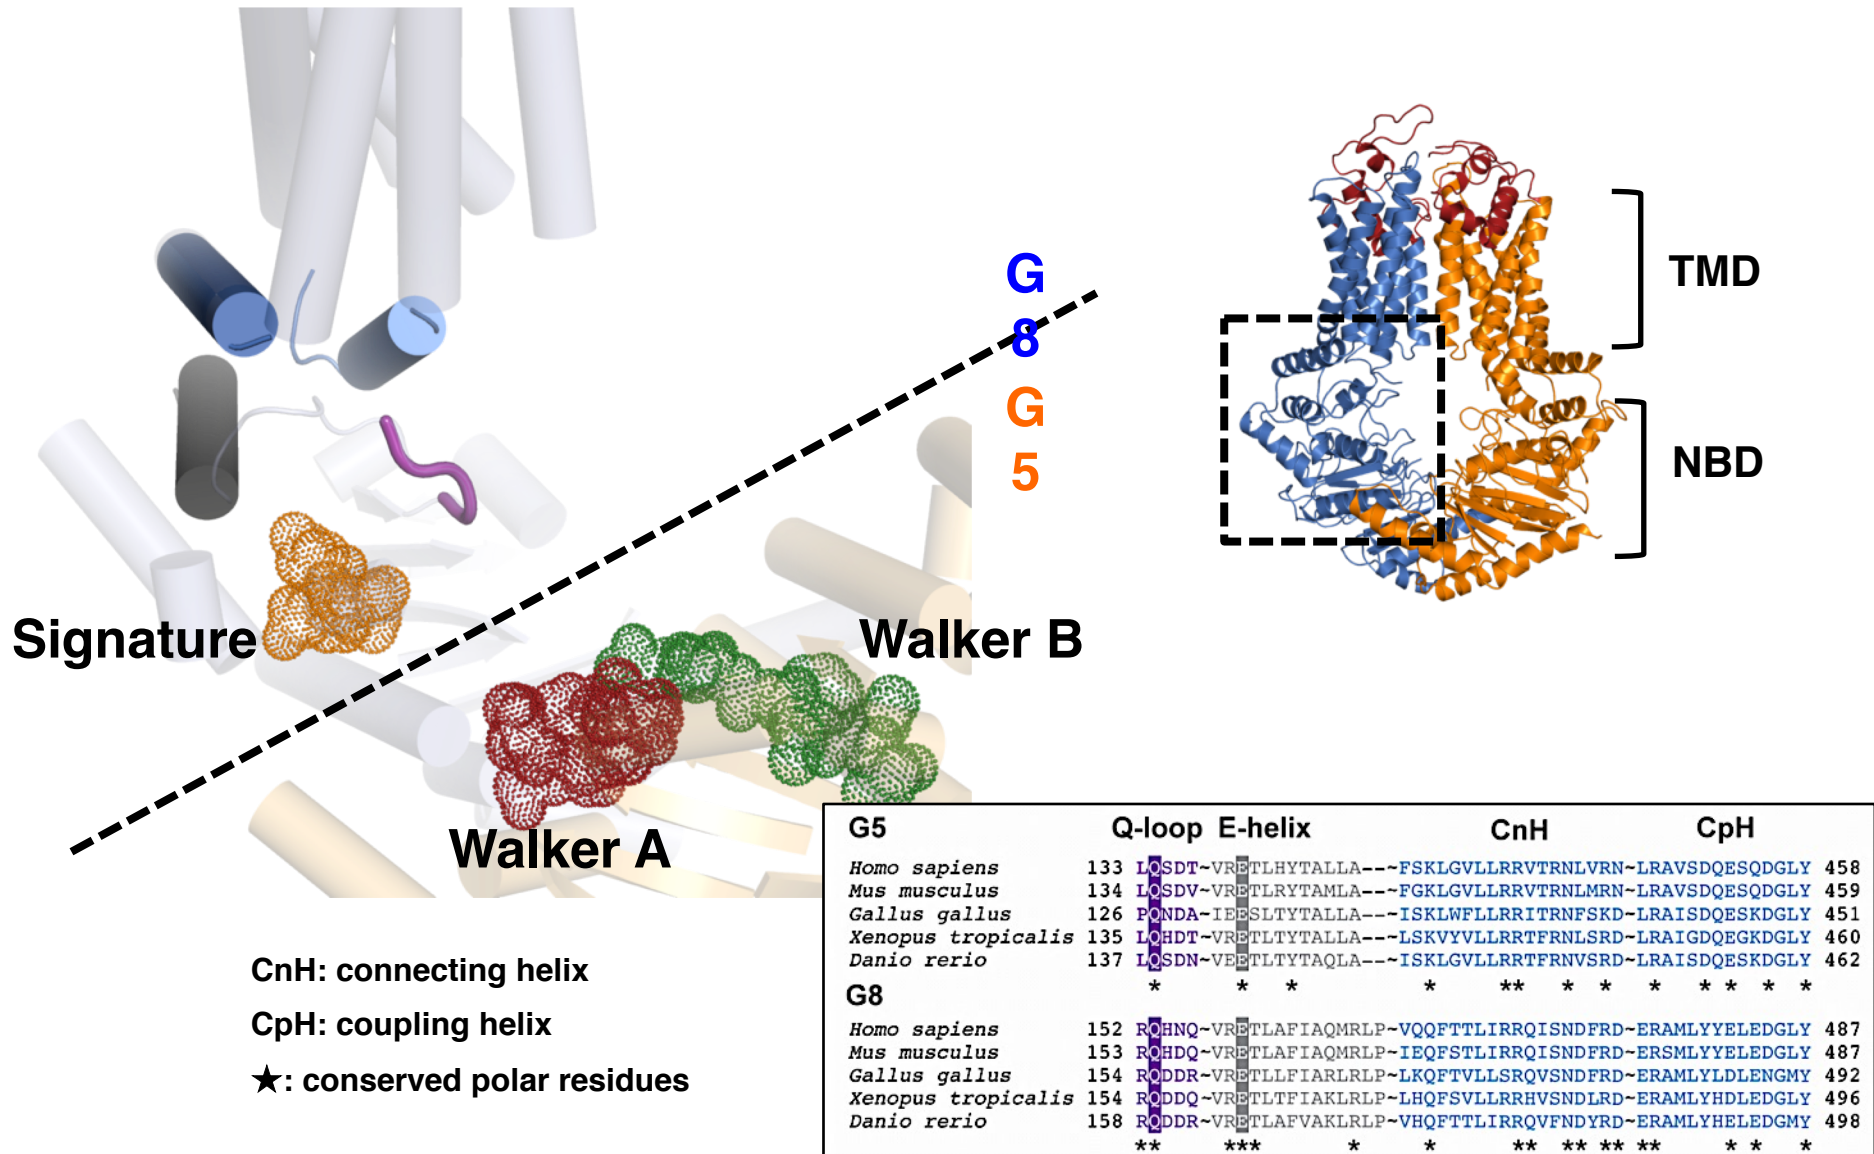 G
8
G
5
TMD
NBD
Signature
Walker B
Walker A
CnH: connecting helix
CpH: coupling helix
★: conserved polar residues
G5 Q-loop E-helix CnH CpH
Homo sapiens 133 LQSDT~VRETLHYTALLA---~FSKLGVLLRRVTRNLVRN~LRAVSDQESQDGLY 458
Mus musculus 134 LQSDV~VRETLRYTAMLA---~FGKLGVLLRRVTRNLMRN~LRAVSDQESQDGLY 459
Gallus gallus 126 PQNDA~IEESLTYTALLA---~ISKLWFLLRRITRNFSKD~LRAISDQESKDGLY 451
Xenopus tropicalis 135 LQHDT~VRETLTYTALLA---~LSKVYVLLRRTFRNLSRD~LRAIGDQEGKDGLY 460
Danio rerio 137 LQSDN~VEETLTYTAQLA---~ISKLGVLLRRTFRNVSRD~LRAISDQESKDGLY 462
* * * * ** * * * * * * *
G8
Homo sapiens 152 RQHNQ~VRETLAFIAQMRLP~VQQFTTLIRRQISNDFRD~ERAMLYYELEDGLY 487
Mus musculus 153 RQHDQ~VRETLAFIAQMRLP~IEQFSTLIRRQISNDFRD~ERSMLYYELEDGLY 487
Gallus gallus 154 RQDDR~VRETLLFIARLRLP~LKQFTVLLSRQVSNDFRD~ERAMLYLDLENGMY 492
Xenopus tropicalis 154 RQDDQ~VRETLTFIAKLRLP~LHQFSVLLRRHVSNDLRD~ERAMLYHDLEDGLY 496
Danio rerio 158 RQDDR~VRETLAFVAKLRLP~VHQFTTLIRRQVFNDYRD~ERAMLYHELEDGMY 498
** *** * * ** ** ** ** * * *